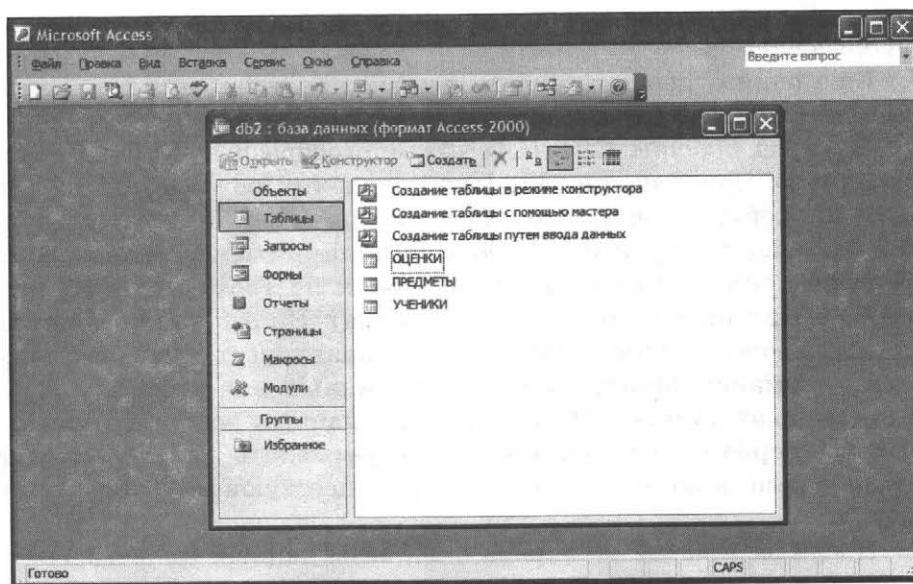 Microsoft Access
Файл Правка Вид Вставка Сервис Окно Справка
Введите вопрос
db2 : база данных (формат Access 2000)
Открыть Конструктор Создать
Объекты
Таблицы
Запросы
Формы
Отчеты
Страницы
Макросы
Модули
Группы
Избранное
Создание таблицы в режиме конструктора
Создание таблицы с помощью мастера
Создание таблицы путем ввода данных
ОЦЕНКИ
ПРЕДМЕТЫ
УЧЕНИКИ
Готово
CAPS